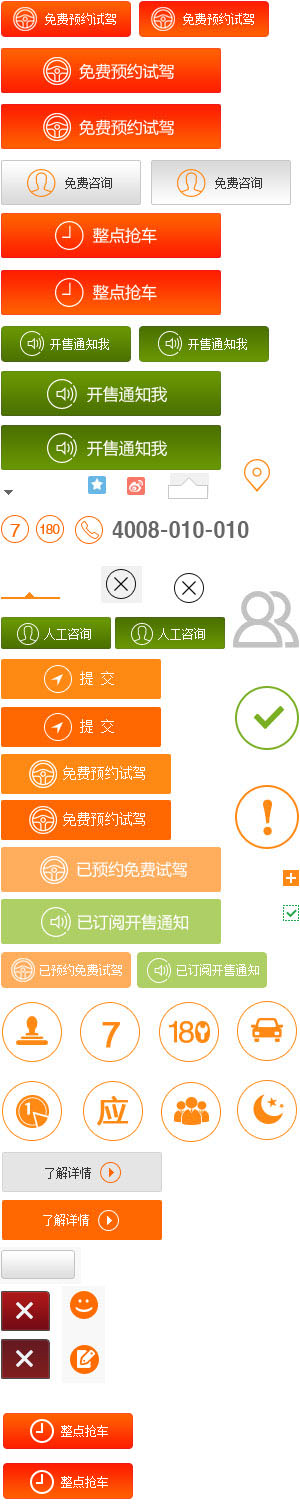 免费预约试驾 免费预约试驾
免费预约试驾
免费预约试驾
免费咨询 免费咨询
整点抢车
整点抢车
开售通知我 开售通知我
开售通知我
开售通知我
7 180 4008-010-010
人工咨询 人工咨询
提 交
提 交
免费预约试驾
免费预约试驾
已预约免费试驾
已订阅开售通知
已预约免费试驾 已订阅开售通知
7 180
1 应
了解详情
了解详情
整点抢车
整点抢车